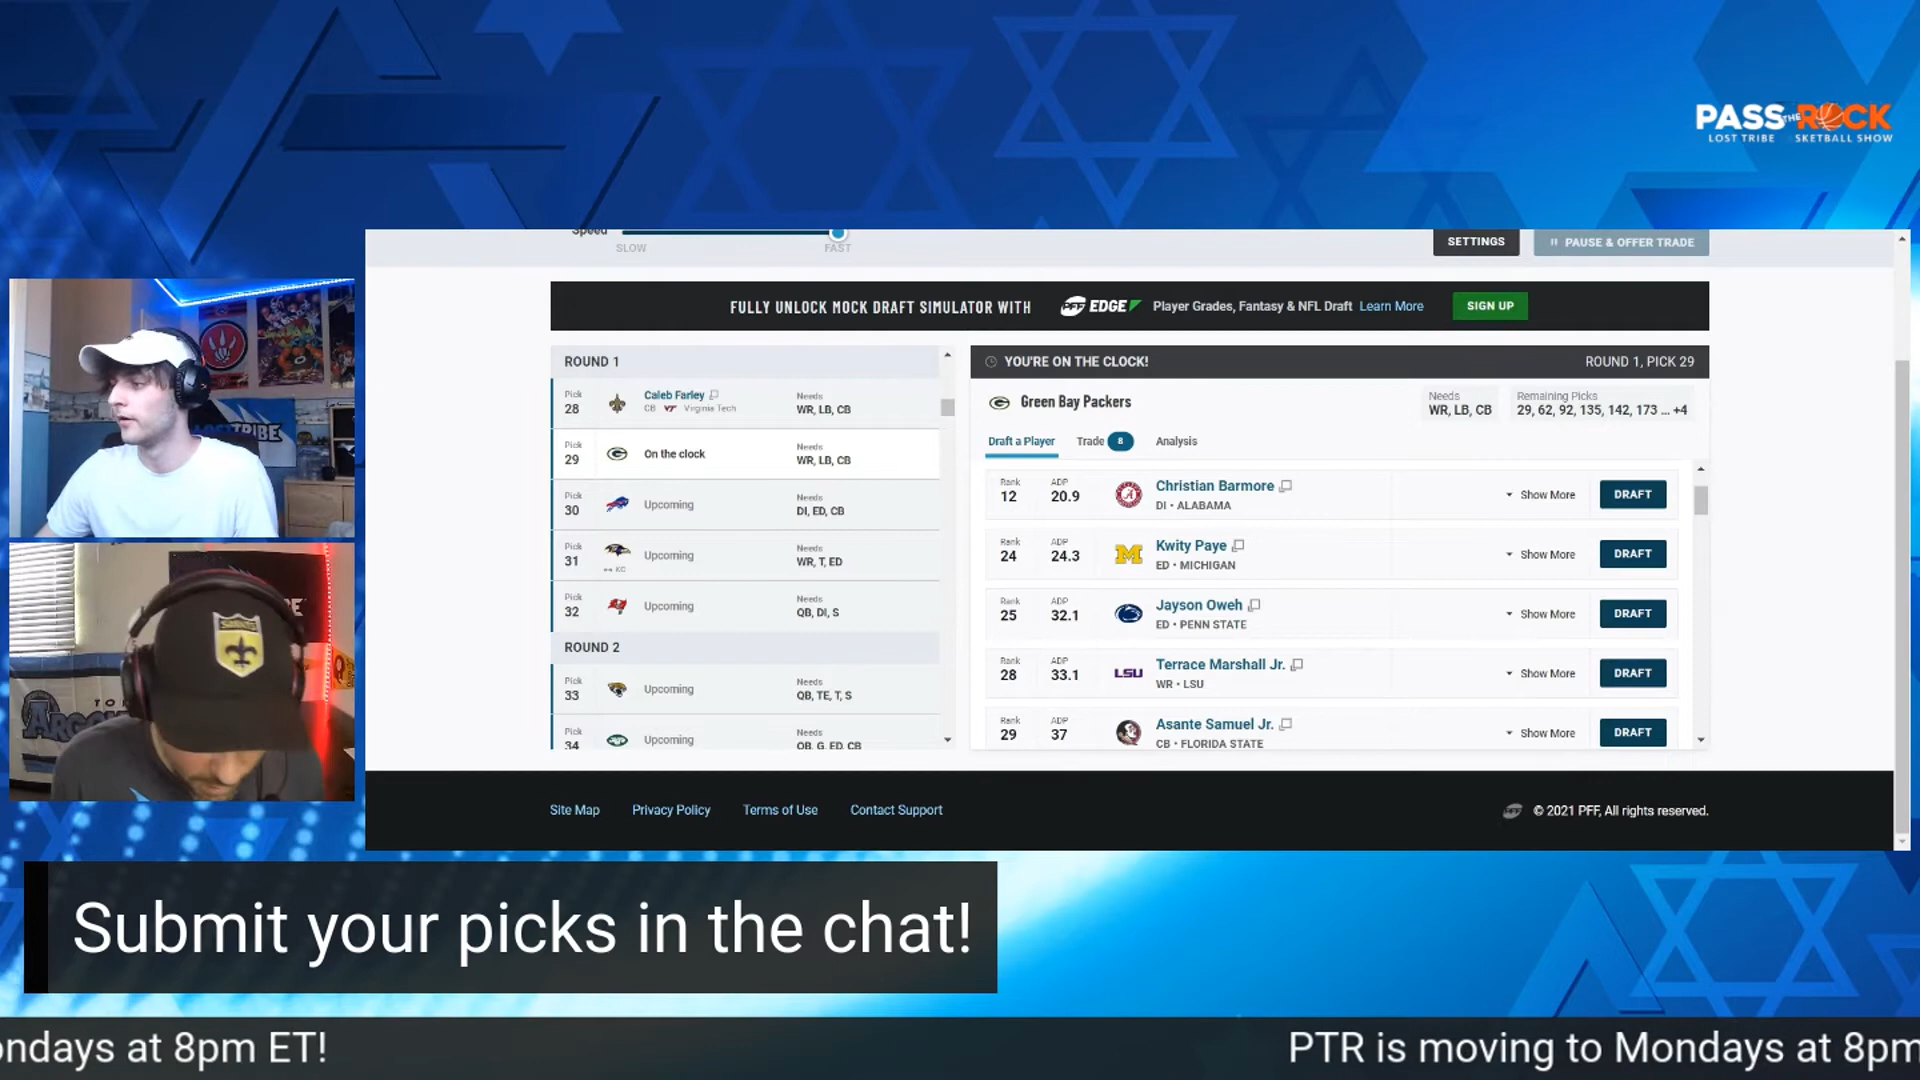 PASS THE ROCK
LOST TRIBE SKETBALL SHOW
Speed
SLOW
FAST
SETTINGS
PAUSE & OFFER TRADE
FULLY UNLOCK MOCK DRAFT SIMULATOR WITH PFF EDGE Player Grades, Fantasy & NFL Draft Learn More SIGN UP
ROUND 1
Pick 28 Caleb Farley CB VT Virginia Tech Needs WR, LB, CB
Pick 29 On the clock Needs WR, LB, CB
Pick 30 Upcoming Needs DI, ED, CB
Pick 31 KC Upcoming Needs WR, T, ED
Pick 32 Upcoming Needs QB, DI, S
ROUND 2
Pick 33 Upcoming Needs QB, TE, T, S
Pick 34 Upcoming Needs QB, G, ED, CB
YOU'RE ON THE CLOCK! ROUND 1, PICK 29
Green Bay Packers
Needs WR, LB, CB
Remaining Picks 29, 62, 92, 135, 142, 173 ... +4
Draft a Player Trade 8 Analysis
Rank 12 ADP 20.9 Christian Barmore DI • ALABAMA Show More DRAFT
Rank 24 ADP 24.3 Kwity Paye ED • MICHIGAN Show More DRAFT
Rank 25 ADP 32.1 Jayson Oweh ED • PENN STATE Show More DRAFT
Rank 28 ADP 33.1 LSU Terrace Marshall Jr. WR • LSU Show More DRAFT
Rank 29 ADP 37 Asante Samuel Jr. CB • FLORIDA STATE Show More DRAFT
Site Map Privacy Policy Terms of Use Contact Support
© 2021 PFF, All rights reserved.
LOST TRIBE
SAINTS
Submit your picks in the chat!
ondays at 8pm ET!
PTR is moving to Mondays at 8pm